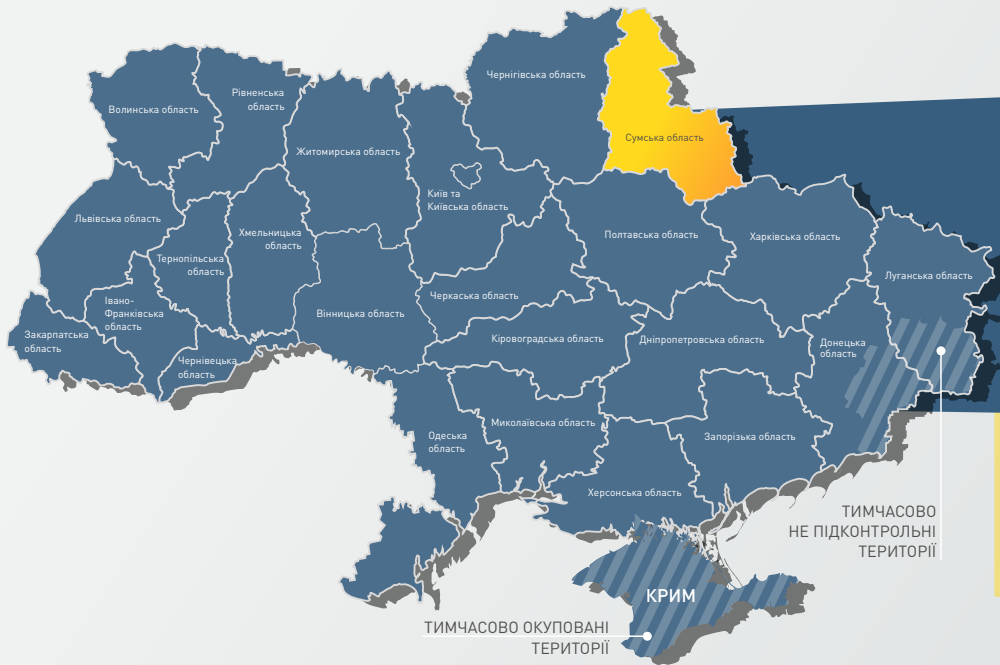 Чернігівська область
Рівненська
область
Волинська область
Сумська область
Житомирська область
Київ та
Київська область
Львівська область
Хмельницька
область
Полтавська область
Харківська область
Тернопільська
область
Луганська область
Черкаська область
Івано-
Франківська
область
Вінницька область
Закарпатська
область
Кіровоградська область
Дніпропетровська область
Донецька
область
Чернівецька
область
Одеська
область
Миколаївська область
Запорізька область
Херсонська область
ТИМЧАСОВО
НЕ ПІДКОНТРОЛЬНІ
ТЕРИТОРІЇ
КРИМ
ТИМЧАСОВО ОКУПОВАНІ
ТЕРИТОРІЇ